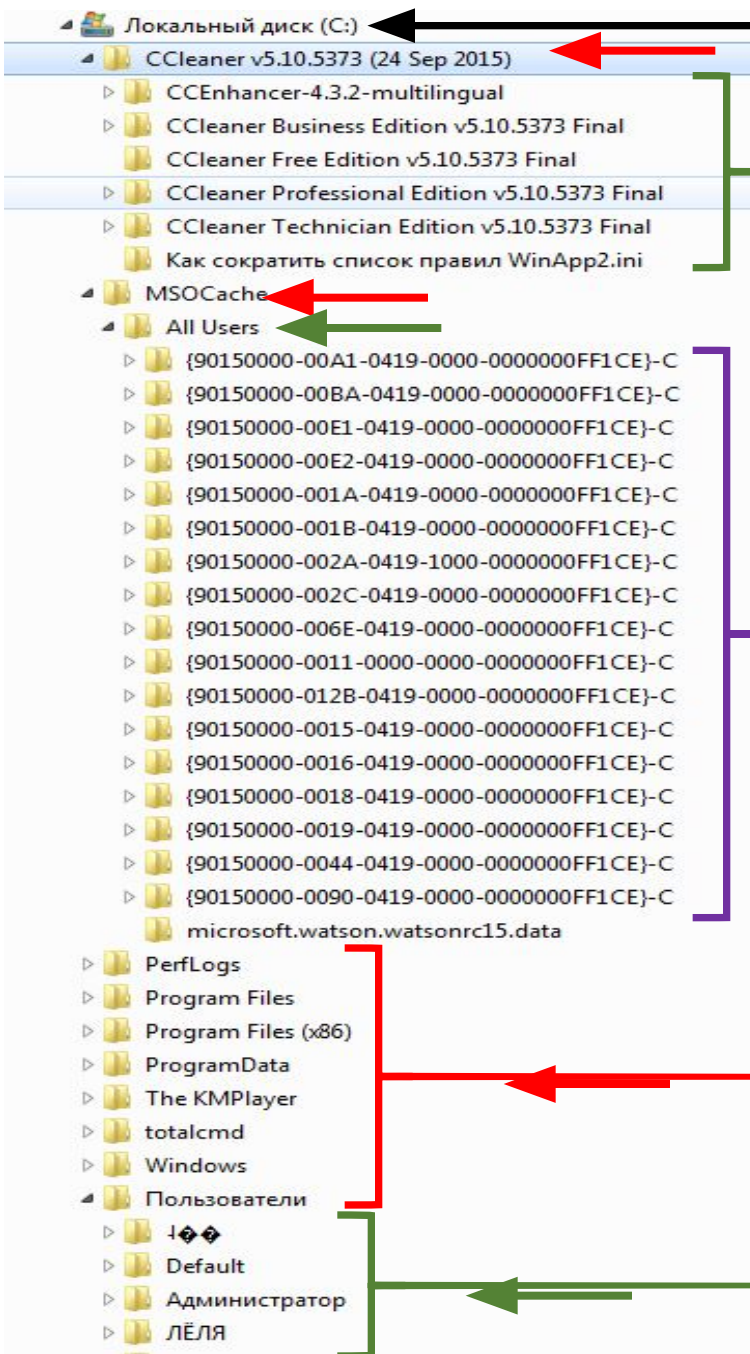 Локальный диск (C:)
CCleaner v5.10.5373 (24 Sep 2015)
CCEnhancer-4.3.2-multilingual
CCleaner Business Edition v5.10.5373 Final
CCleaner Free Edition v5.10.5373 Final
CCleaner Professional Edition v5.10.5373 Final
CCleaner Technician Edition v5.10.5373 Final
Как сократить список правил WinApp2.ini
MSOCache
All Users
{90150000-00A1-0419-0000-0000000FF1CE}-C
{90150000-00BA-0419-0000-0000000FF1CE}-C
{90150000-00E1-0419-0000-0000000FF1CE}-C
{90150000-00E2-0419-0000-0000000FF1CE}-C
{90150000-001A-0419-0000-0000000FF1CE}-C
{90150000-001B-0419-0000-0000000FF1CE}-C
{90150000-002A-0419-1000-0000000FF1CE}-C
{90150000-002C-0419-0000-0000000FF1CE}-C
{90150000-006E-0419-0000-0000000FF1CE}-C
{90150000-0011-0000-0000-0000000FF1CE}-C
{90150000-012B-0419-0000-0000000FF1CE}-C
{90150000-0015-0419-0000-0000000FF1CE}-C
{90150000-0016-0419-0000-0000000FF1CE}-C
{90150000-0018-0419-0000-0000000FF1CE}-C
{90150000-0019-0419-0000-0000000FF1CE}-C
{90150000-0044-0419-0000-0000000FF1CE}-C
{90150000-0090-0419-0000-0000000FF1CE}-C
microsoft.watson.watsonrc15.data
PerfLogs
Program Files
Program Files (x86)
ProgramData
The KMPlayer
totalcmd
Windows
Пользователи
Default
Администратор
ЛЁЛЯ